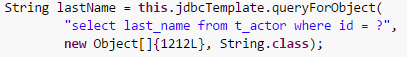 String lastName = this.jdbcTemplate.queryForObject(
"select last_name from t_actor where id = ?",
new Object[]{1212L}, String.class);